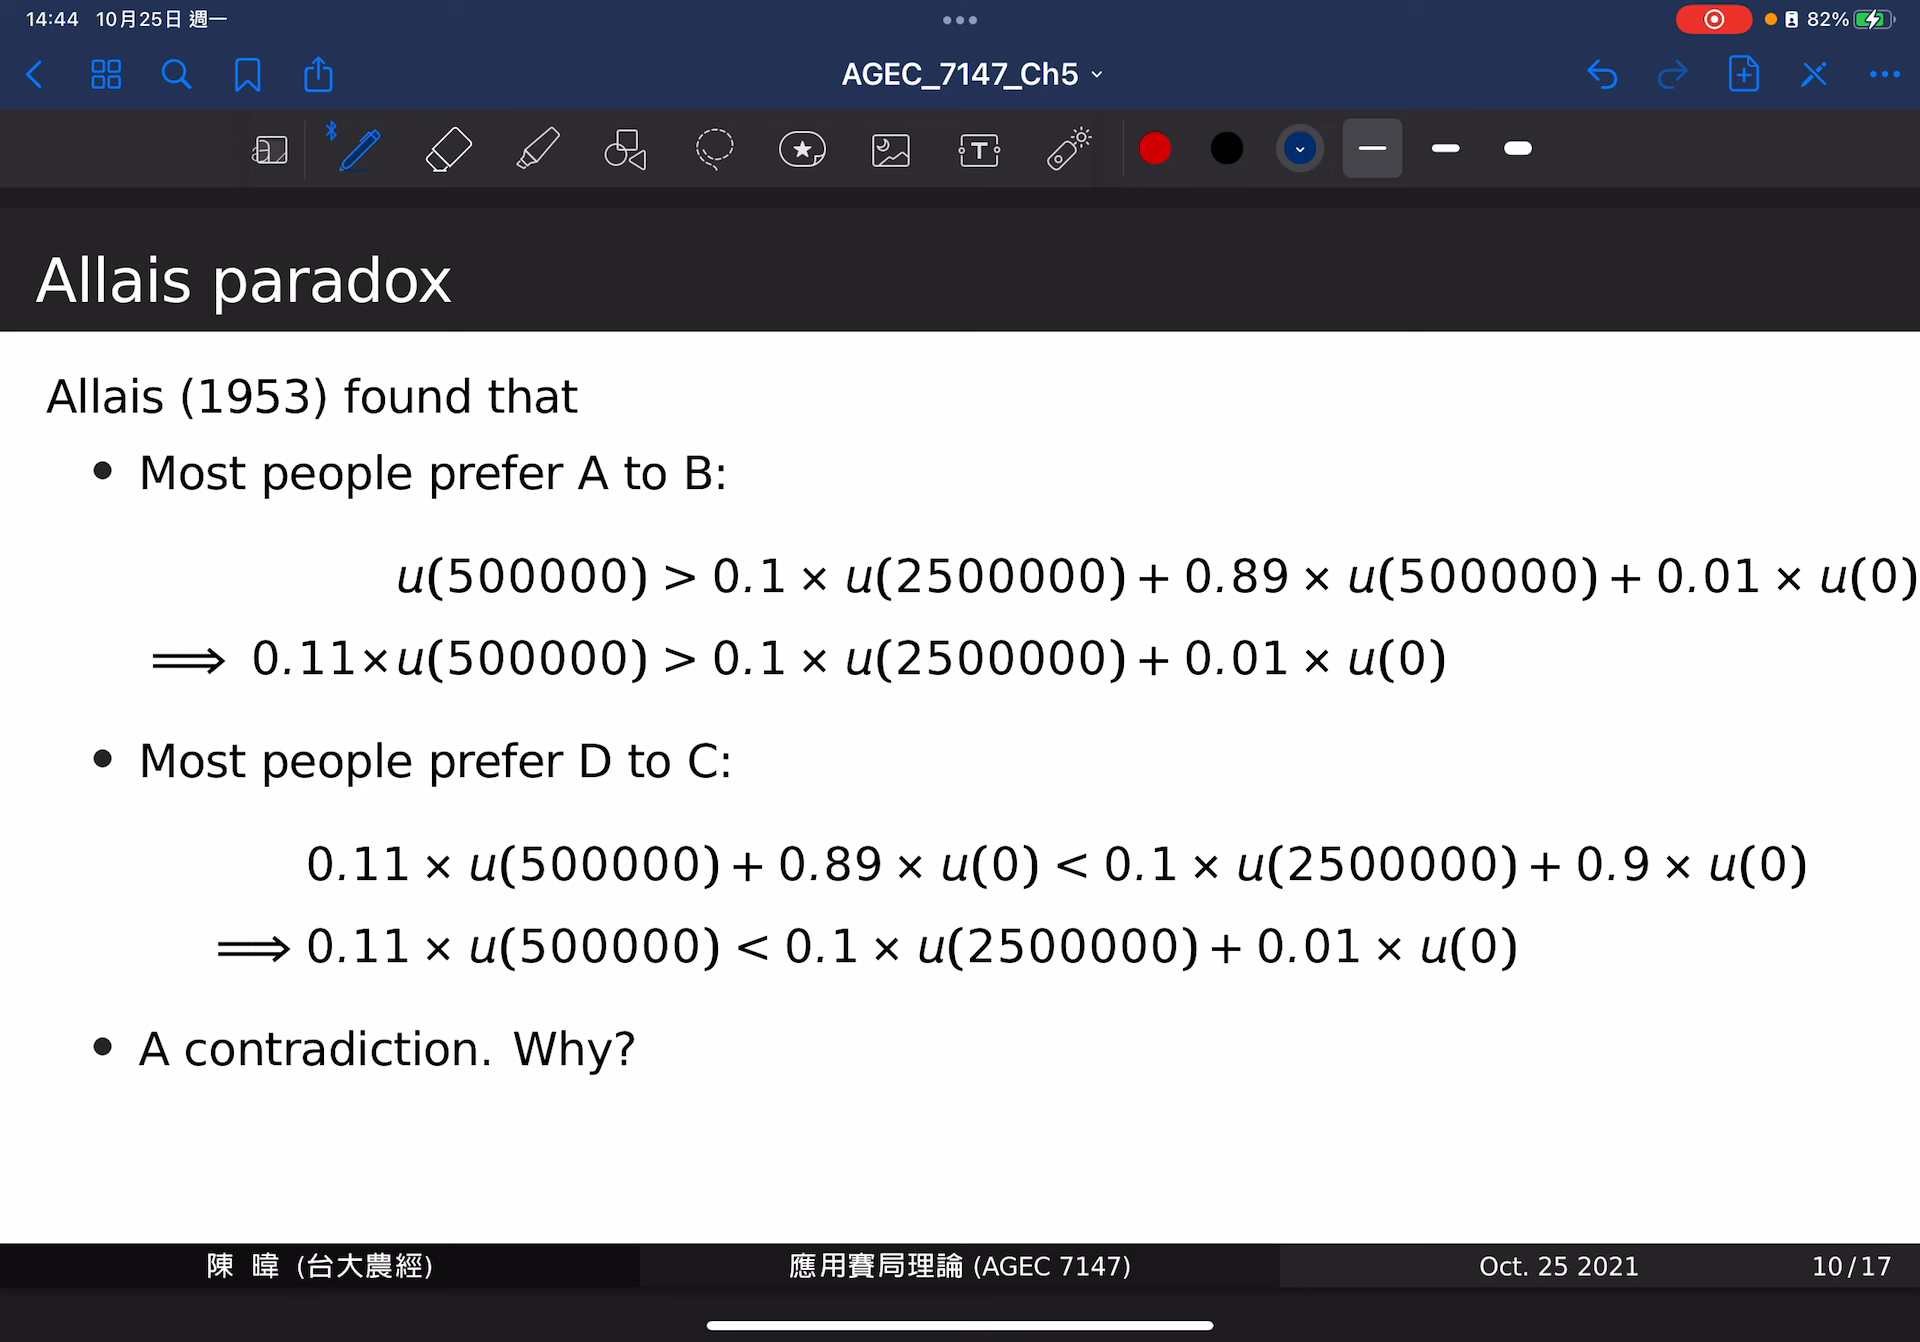 14:44 10月25日 週一
82%
AGEC_7147_Ch5
T
Allais paradox
Allais (1953) found that
• Most people prefer A to B:
u(500000) > 0.1 × u(2500000) + 0.89 × u(500000) + 0.01 × u(0)
⟹ 0.11×u(500000) > 0.1 × u(2500000) + 0.01 × u(0)
• Most people prefer D to C:
0.11 × u(500000) + 0.89 × u(0) < 0.1 × u(2500000) + 0.9 × u(0)
⟹ 0.11 × u(500000) < 0.1 × u(2500000) + 0.01 × u(0)
• A contradiction. Why?
陳 暐 (台大農經) 應用賽局理論 (AGEC 7147) Oct. 25 2021 10/17